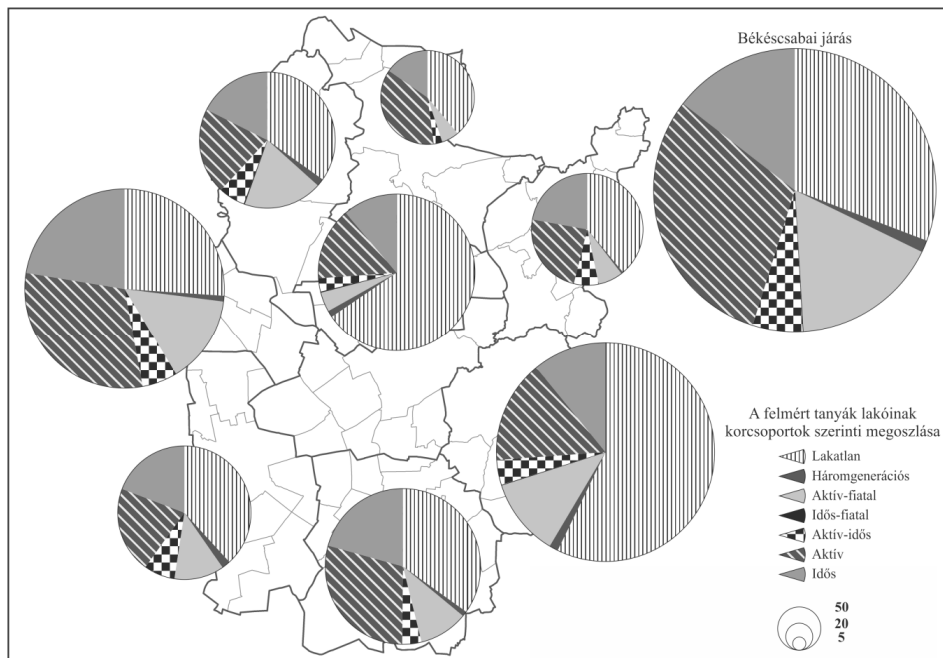 Békéscsabai járás
A felmért tanyák lakóinak
korcsoportok szerinti megoszlása
Lakatlan
Háromgenerációs
Aktív-fiatal
Idős-fiatal
Aktív-idős
Aktív
Idős
50
20
5